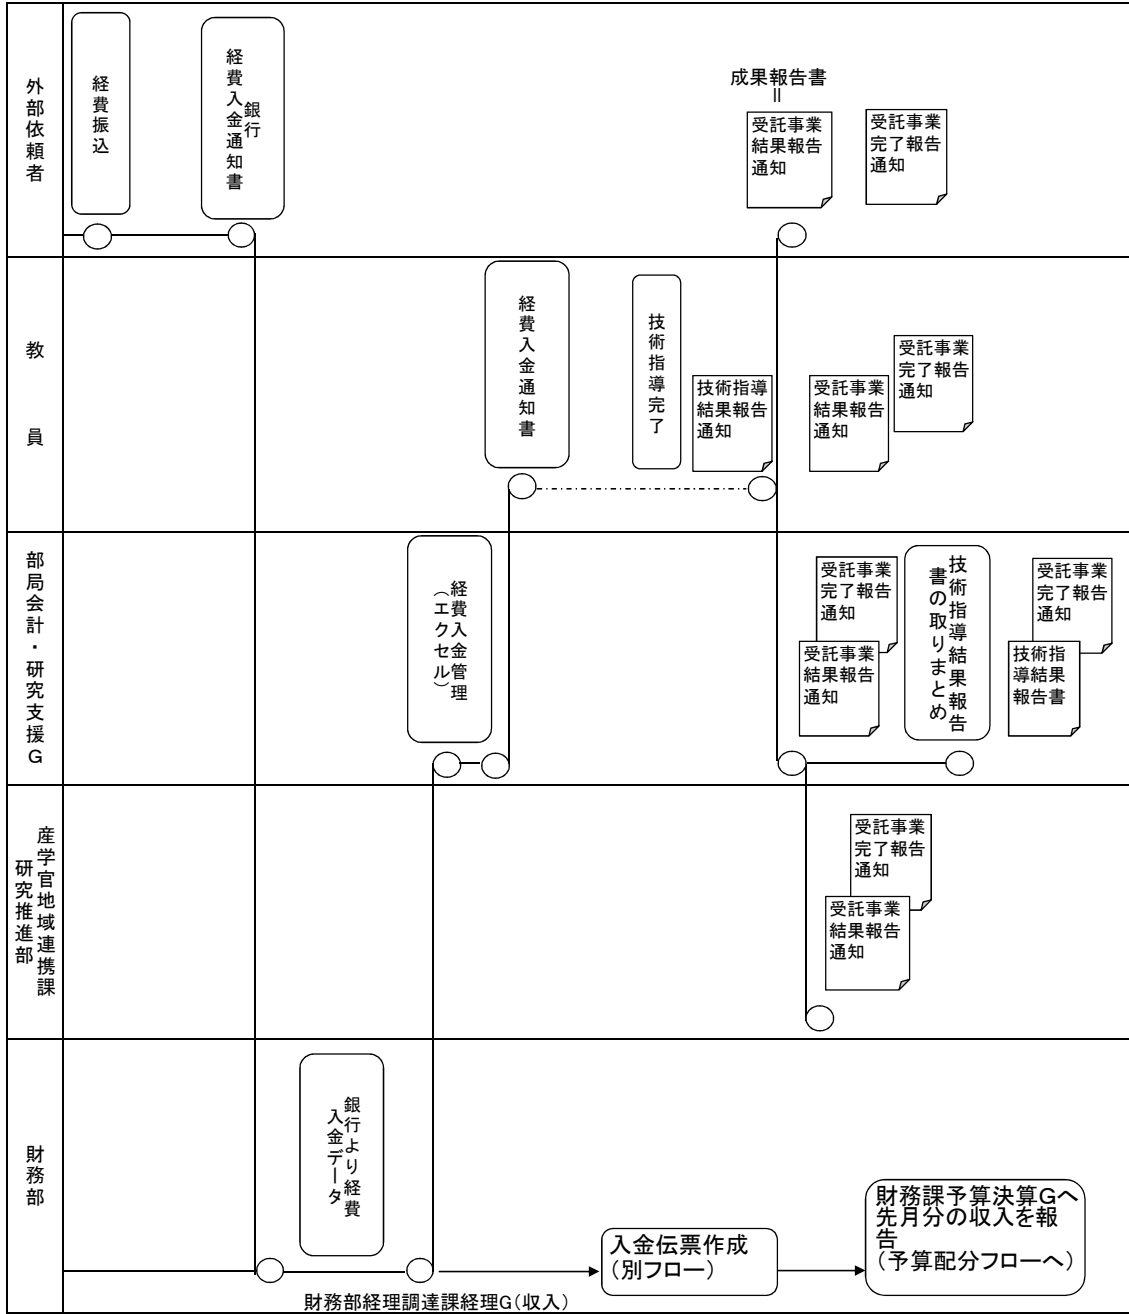 外部依頼者
経費振込
銀行
経費入金通知書
成果報告書
||
受託事業
結果報告
通知
受託事業
完了報告
通知
教員
経費入金通知書
技術指導完了
技術指導
結果報告
通知
受託事業
結果報告
通知
受託事業
完了報告
通知
部局会計・研究支援G
経費入金管理
（エクセル）
受託事業
完了報告
通知
受託事業
結果報告
通知
技術指導結果報告
書の取りまとめ
受託事業
完了報告
通知
技術指
導結果
報告書
産学官地域連携課
研究推進部
受託事業
完了報告
通知
受託事業
結果報告
通知
財務部
銀行より経費
入金データ
財務部経理調達課経理G（収入）
入金伝票作成
（別フロー）
財務課予算決算Gへ
先月分の収入を報
告
（予算配分フローへ）